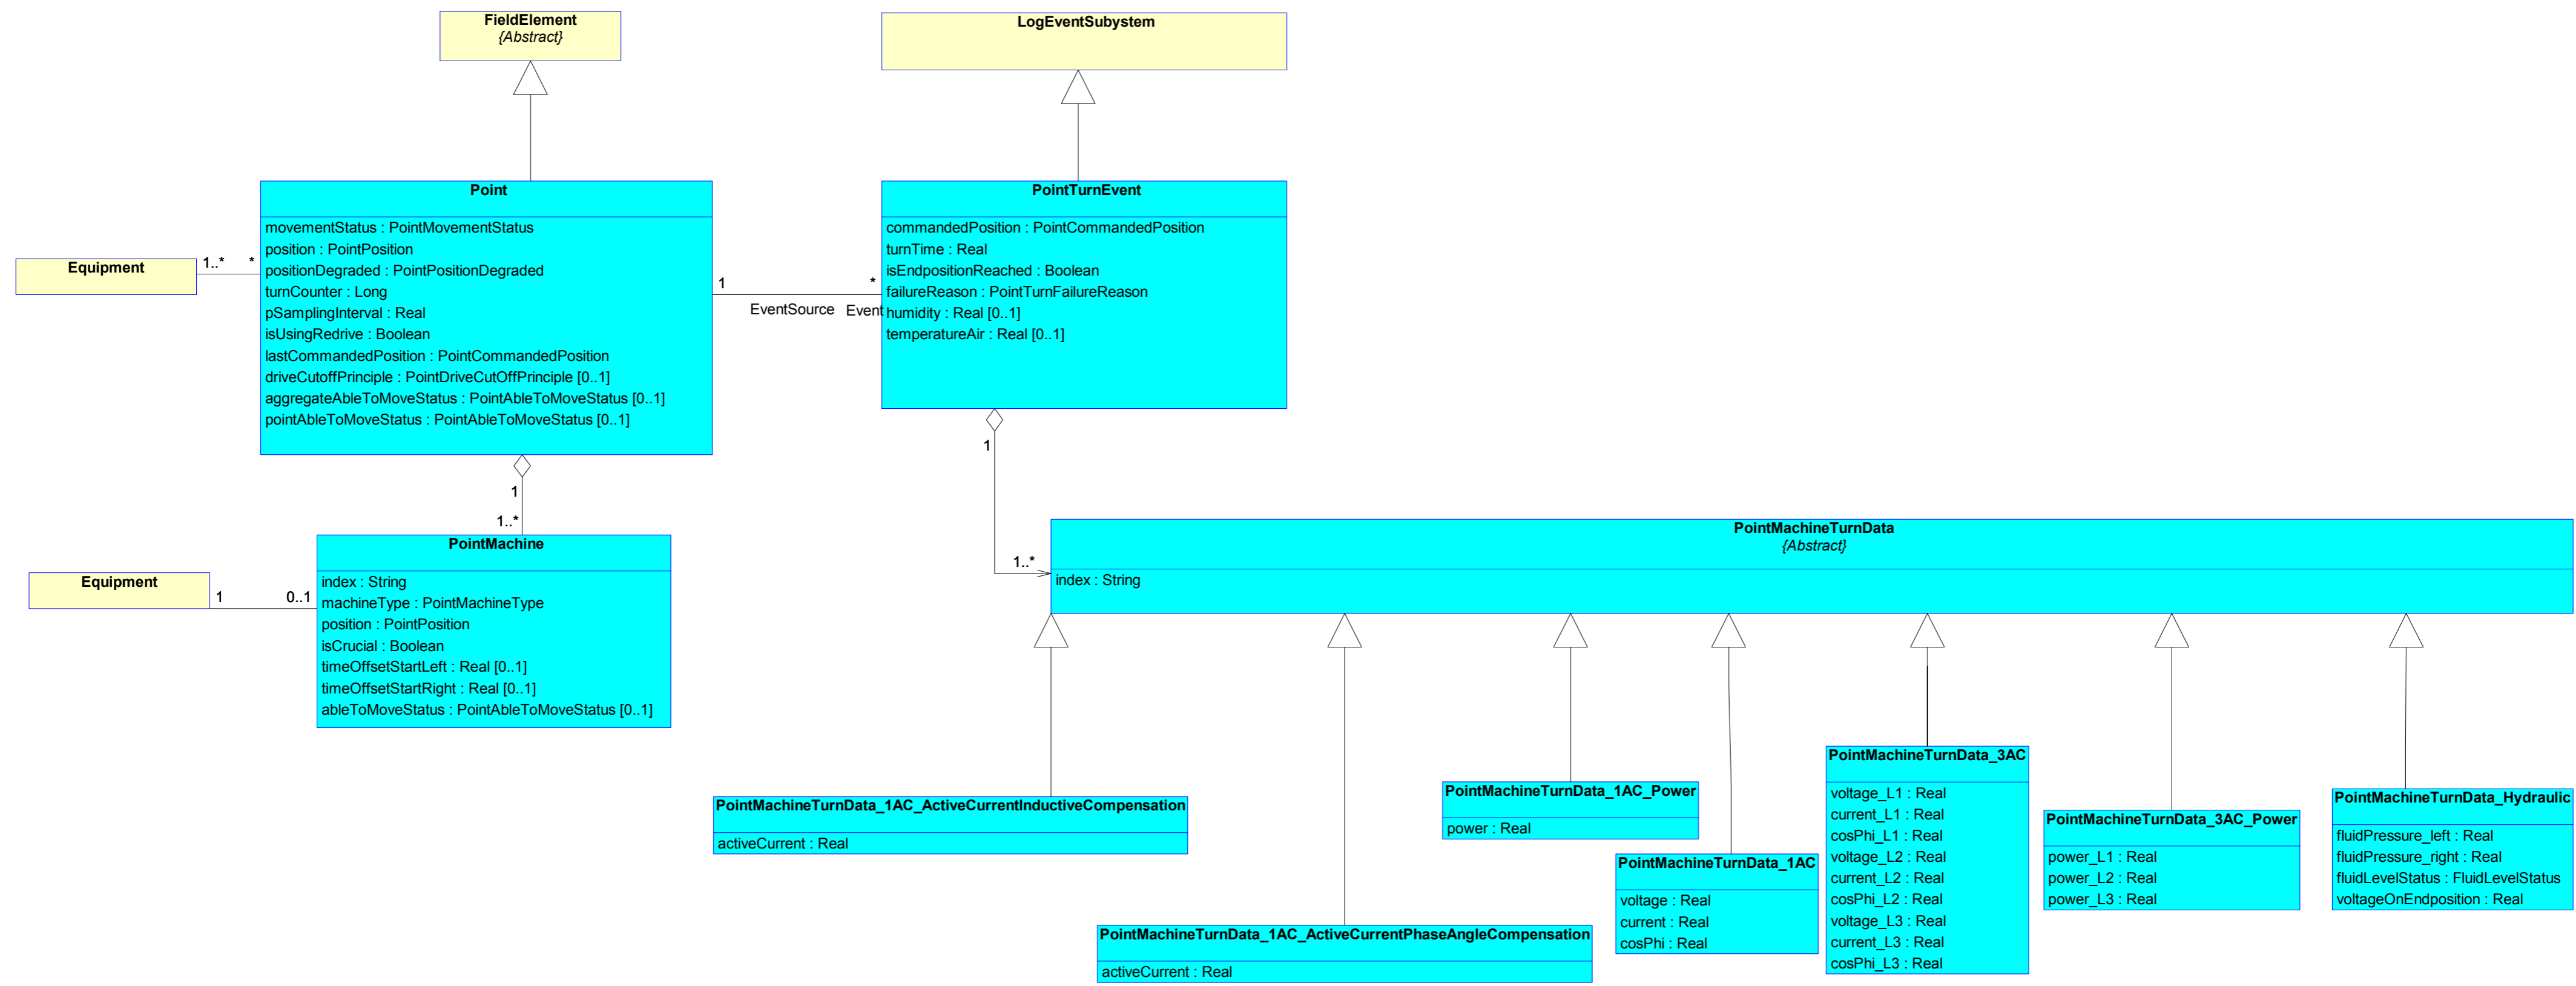 FieldElement
{Abstract}
LogEventSubystem
Point
movementStatus : PointMovementStatus
position : PointPosition
positionDegraded : PointPositionDegraded
turnCounter : Long
pSamplingInterval : Real
isUsingRedrive : Boolean
lastCommandedPosition : PointCommandedPosition
driveCutoffPrinciple : PointDriveCutOffPrinciple [0..1]
aggregateAbleToMoveStatus : PointAbleToMoveStatus [0..1]
pointAbleToMoveStatus : PointAbleToMoveStatus [0..1]
Equipment
1..*
*
1
*
EventSource
Event
PointTurnEvent
commandedPosition : PointCommandedPosition
turnTime : Real
isEndpositionReached : Boolean
failureReason : PointTurnFailureReason
humidity : Real [0..1]
temperatureAir : Real [0..1]
1
1..*
1
1..*
PointMachine
index : String
machineType : PointMachineType
position : PointPosition
isCrucial : Boolean
timeOffsetStartLeft : Real [0..1]
timeOffsetStartRight : Real [0..1]
ableToMoveStatus : PointAbleToMoveStatus [0..1]
Equipment
1
0..1
PointMachineTurnData
{Abstract}
index : String
PointMachineTurnData_1AC_ActiveCurrentInductiveCompensation
activeCurrent : Real
PointMachineTurnData_1AC_ActiveCurrentPhaseAngleCompensation
activeCurrent : Real
PointMachineTurnData_1AC_Power
power : Real
PointMachineTurnData_1AC
voltage : Real
current : Real
cosPhi : Real
PointMachineTurnData_3AC
voltage_L1 : Real
current_L1 : Real
cosPhi_L1 : Real
voltage_L2 : Real
current_L2 : Real
cosPhi_L2 : Real
voltage_L3 : Real
current_L3 : Real
cosPhi_L3 : Real
PointMachineTurnData_3AC_Power
power_L1 : Real
power_L2 : Real
power_L3 : Real
PointMachineTurnData_Hydraulic
fluidPressure_left : Real
fluidPressure_right : Real
fluidLevelStatus : FluidLevelStatus
voltageOnEndposition : Real